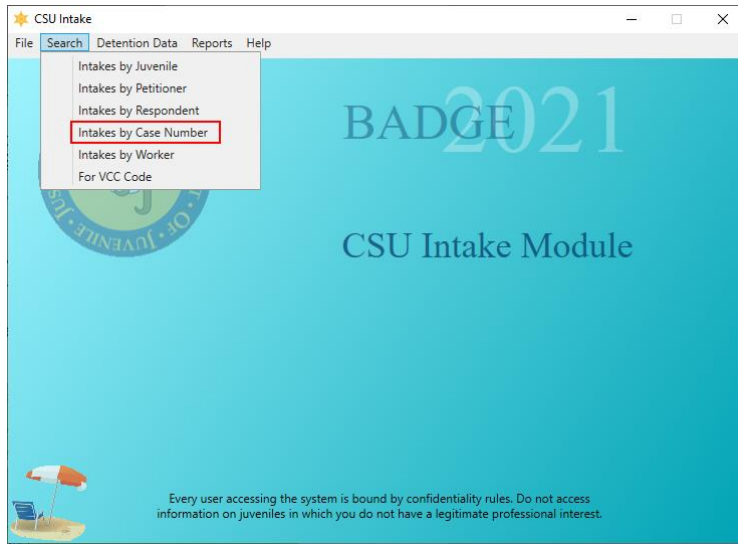 CSU Intake
File Search Detention Data Reports Help
Intakes by Juvenile
Intakes by Petitioner
Intakes by Respondent
Intakes by Case Number
Intakes by Worker
For VCC Code
BADGE 2021
CSU Intake Module
OF JUVENILE
Every user accessing the system is bound by confidentiality rules. Do not access
information on juveniles in which you do not have a legitimate professional interest.